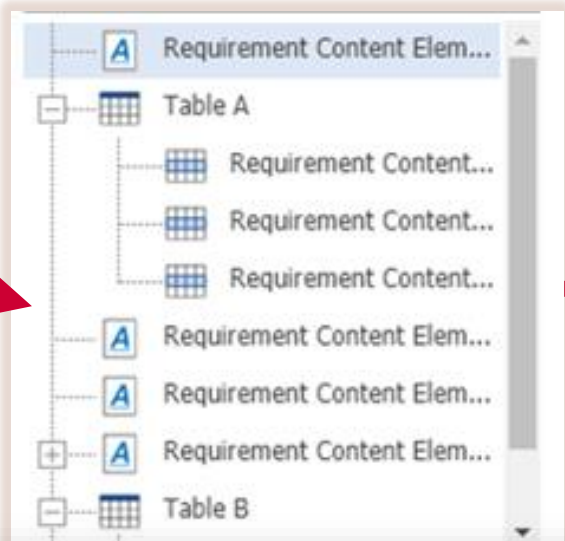 Requirement Content Elem...
Table A
Requirement Content...
Requirement Content...
Requirement Content...
Requirement Content Elem...
Requirement Content Elem...
Requirement Content Elem...
Table B